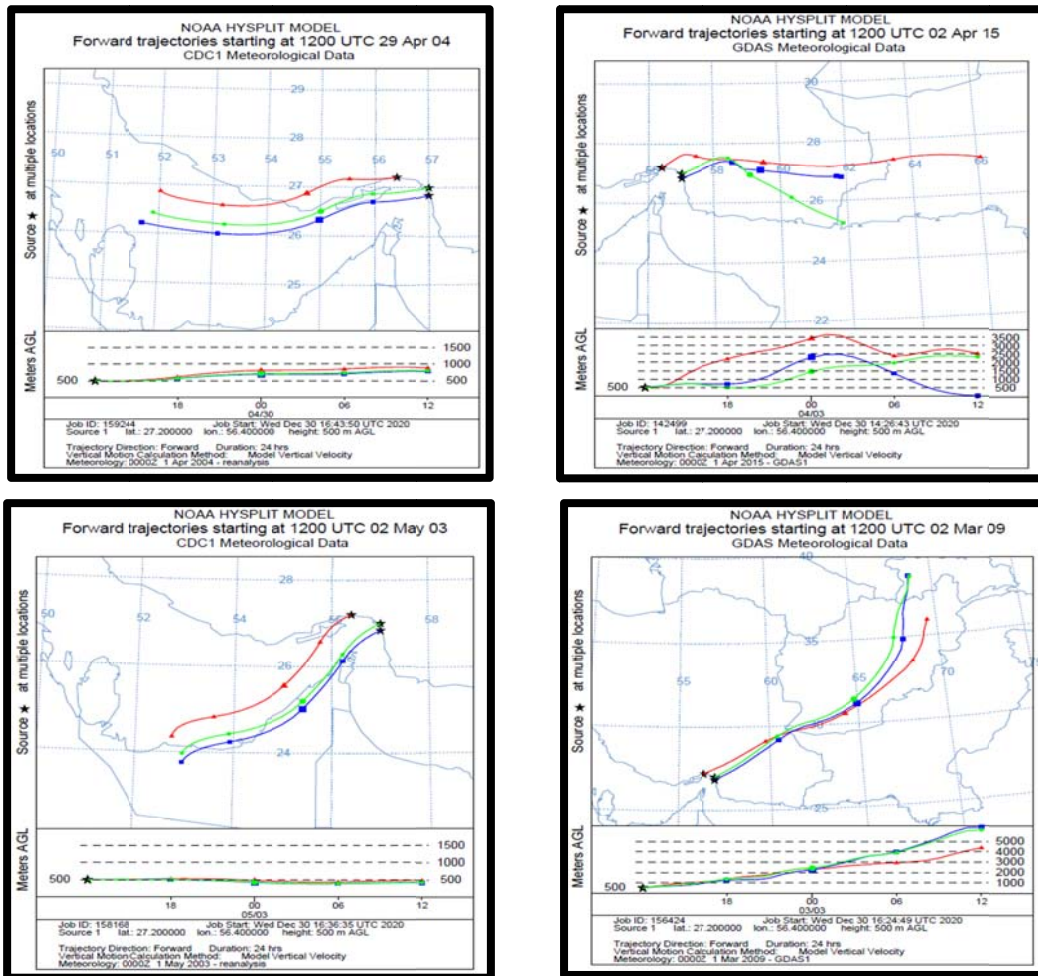 NOAA HYSPLIT MODEL
Forward trajectories starting at 1200 UTC 29 Apr 04
CDC1 Meteorological Data
Source ★ at multiple locations
29
28
27
26
25
50
51
52
53
54
55
56
57
Meters AGL
500
1500
1000
500
18
00
06
12
04/30
Job ID: 159244 Job Start: Wed Dec 30 16:43:50 UTC 2020
Source 1 lat.: 27.200000 lon.: 56.400000 height: 500 m AGL
Trajectory Direction: Forward Duration: 24 hrs
Vertical Motion Calculation Method: Model Vertical Velocity
Meteorology: 0000Z 1 Apr 2004 - reanalysis
NOAA HYSPLIT MODEL
Forward trajectories starting at 1200 UTC 02 Apr 15
GDAS Meteorological Data
Source ★ at multiple locations
30
28
26
24
22
56
58
60
62
64
66
Meters AGL
500
3500
3000
2500
2000
1500
1000
500
18
00
06
12
04/03
Job ID: 142499 Job Start: Wed Dec 30 14:26:43 UTC 2020
Source 1 lat.: 27.200000 lon.: 56.400000 height: 500 m AGL
Trajectory Direction: Forward Duration: 24 hrs
Vertical Motion Calculation Method: Model Vertical Velocity
Meteorology: 0000Z 1 Apr 2015 - GDAS1
NOAA HYSPLIT MODEL
Forward trajectories starting at 1200 UTC 02 May 03
CDC1 Meteorological Data
Source ★ at multiple locations
28
26
24
50
52
54
56
58
Meters AGL
500
1500
1000
500
18
00
06
12
05/03
Job ID: 158168 Job Start: Wed Dec 30 16:36:35 UTC 2020
Source 1 lat.: 27.200000 lon.: 56.400000 height: 500 m AGL
Trajectory Direction: Forward Duration: 24 hrs
Vertical Motion Calculation Method: Model Vertical Velocity
Meteorology: 0000Z 1 May 2003 - reanalysis
NOAA HYSPLIT MODEL
Forward trajectories starting at 1200 UTC 02 Mar 09
GDAS Meteorological Data
Source ★ at multiple locations
40
35
25
55
60
65
70
Meters AGL
500
5000
4000
3000
2000
1000
18
00
06
12
03/03
Job ID: 156424 Job Start: Wed Dec 30 16:24:49 UTC 2020
Source 1 lat.: 27.200000 lon.: 56.400000 height: 500 m AGL
Trajectory Direction: Forward Duration: 24 hrs
Vertical Motion Calculation Method: Model Vertical Velocity
Meteorology: 0000Z 1 Mar 2009 - GDAS1